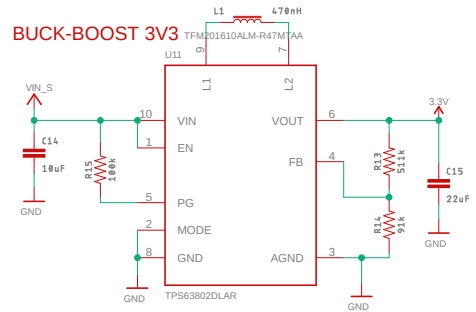 L1 470nH
BUCK-BOOST 3V3 TFM201610ALM-R47MTAA
U11
9 7
L1 L2
VIN_S
3.3V
10 VIN VOUT 6
1 EN
C14
10uF
R15
100k
FB 4
R13
511k
C15
22uF
5 PG
R14
91k
2 MODE
8 GND AGND 3
GND
GND
GND
GND
TPS63802DLAR